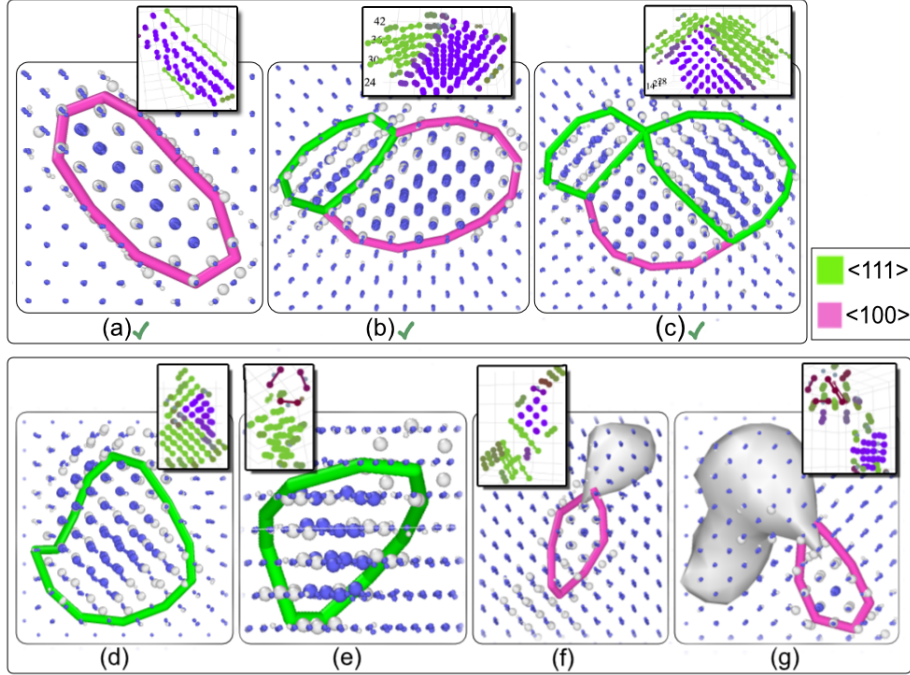 42
36
30
24
<111>
<100>
(a)✓
(b)✓
(c)✓
(d)
(e)
(f)
(g)